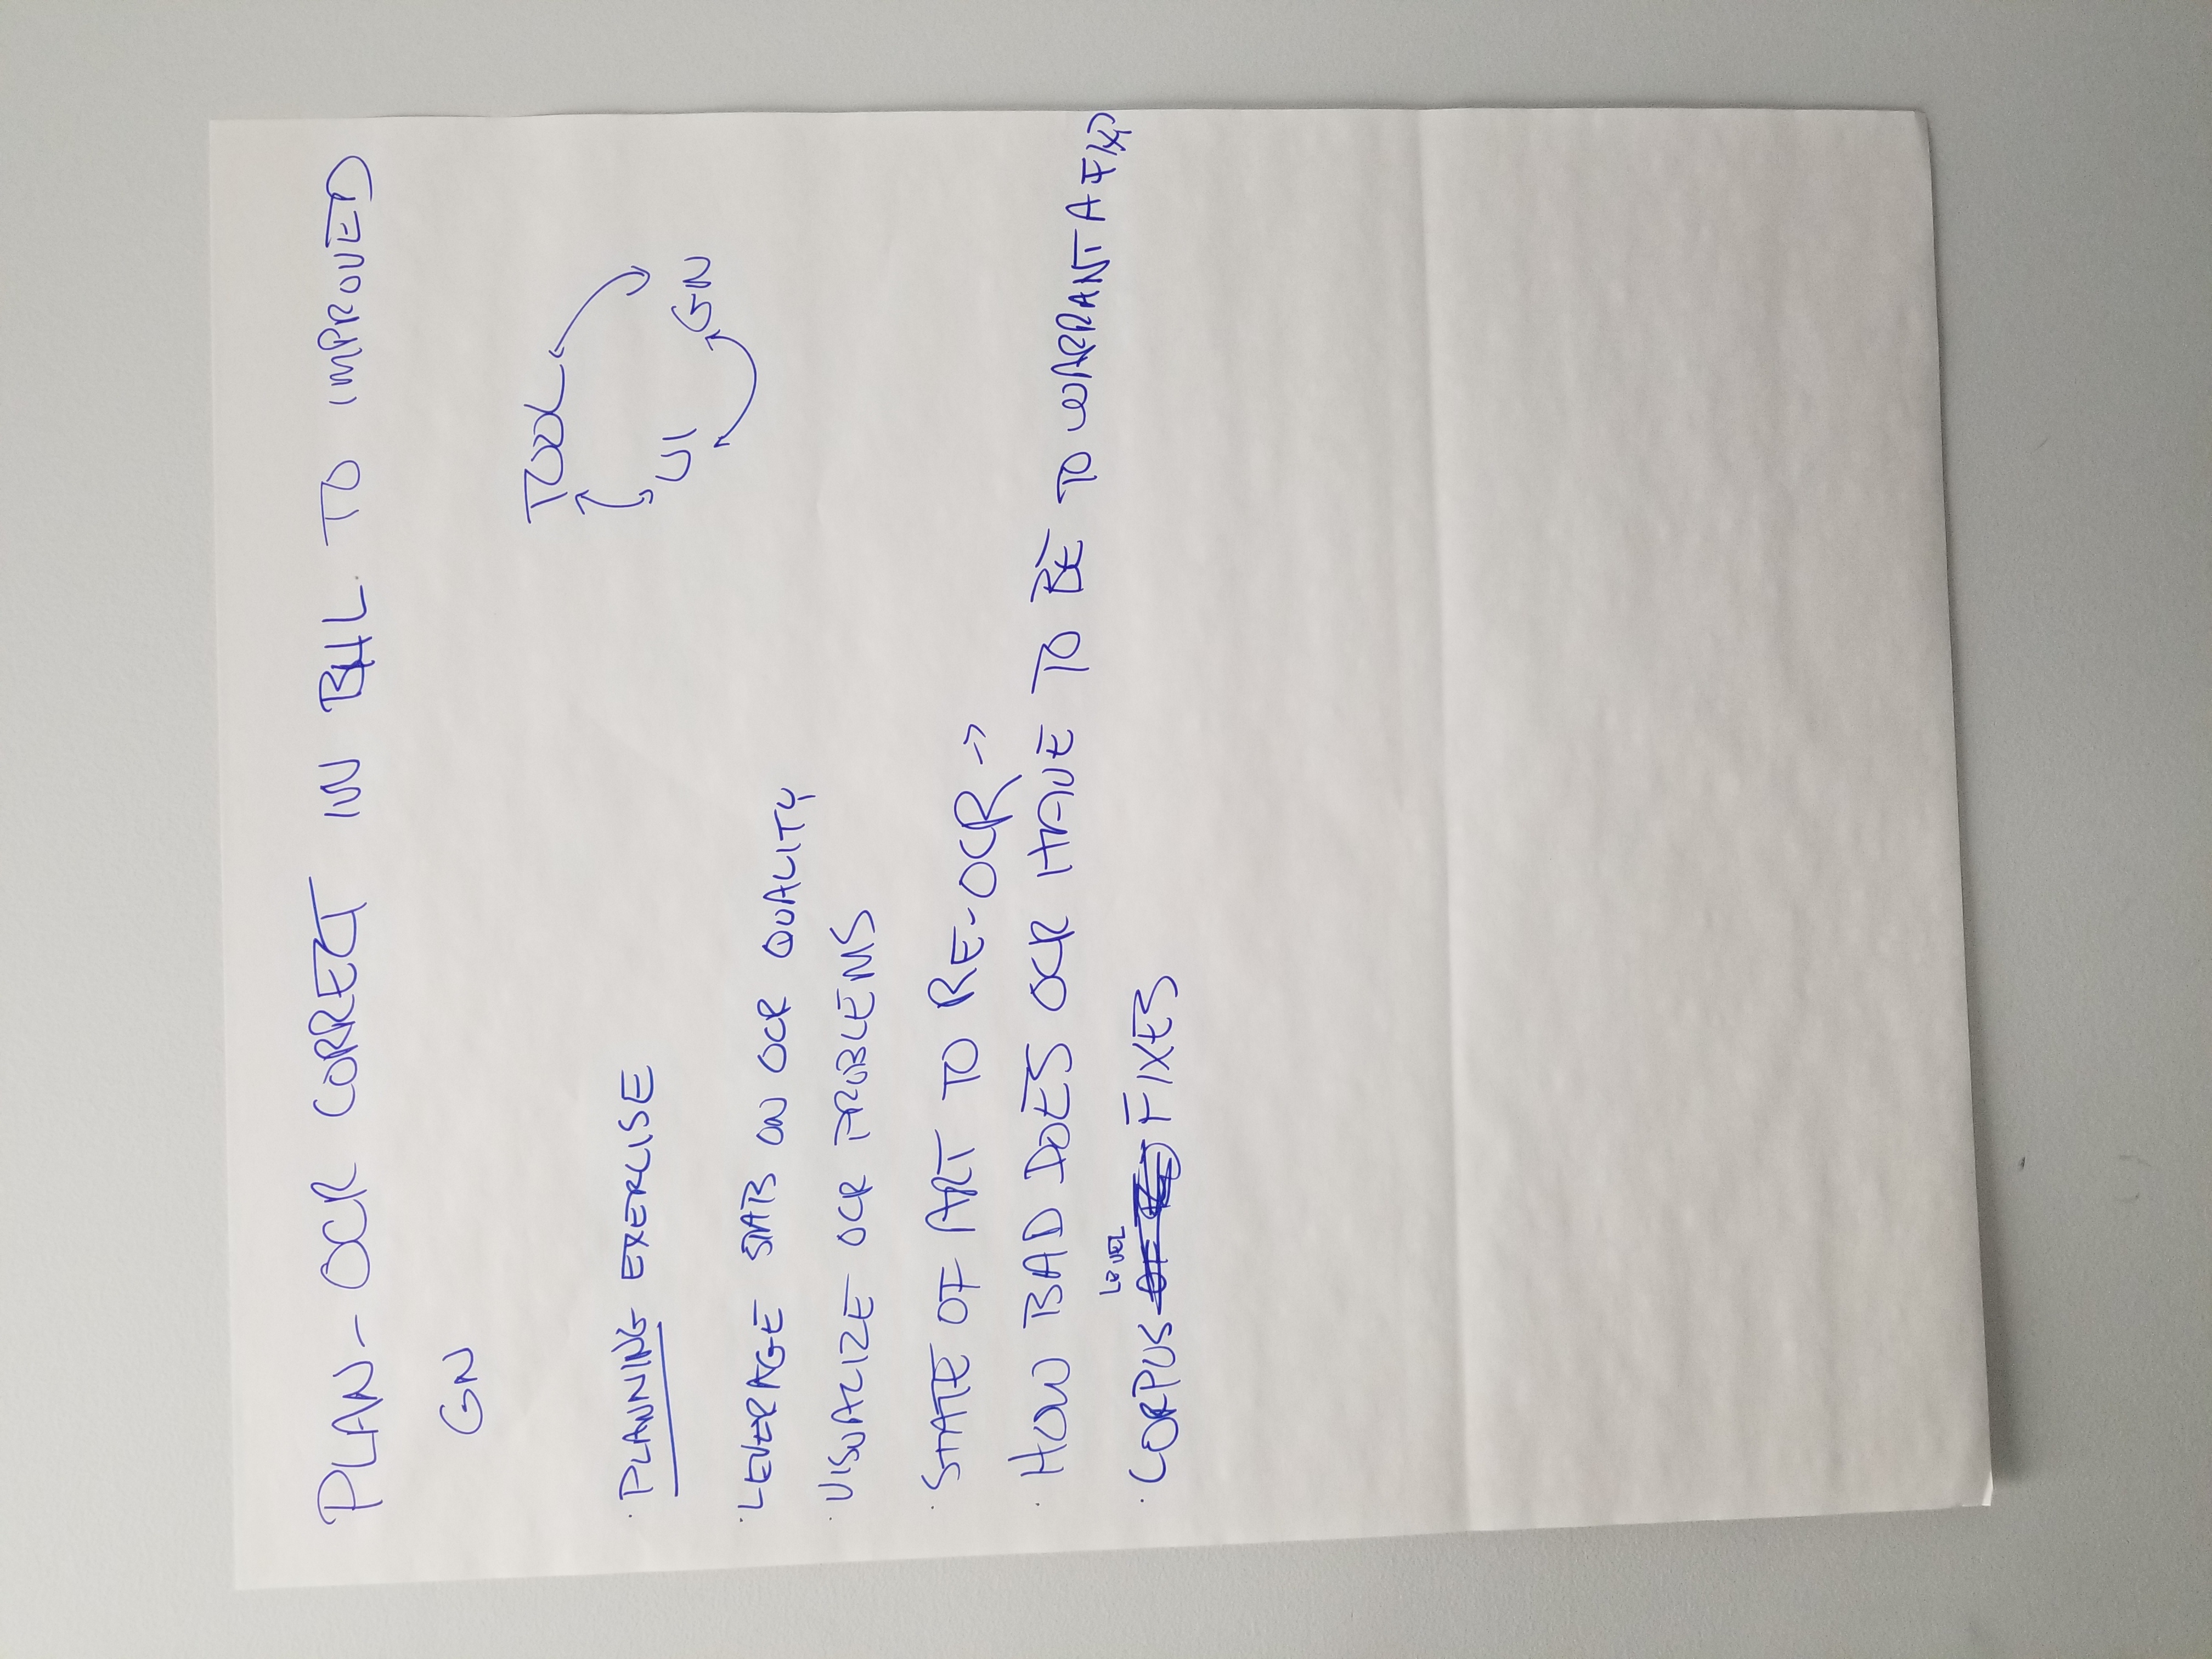 PLAN - OCR CORRECT IN BHL TO IMPROVED
GN
TOOL
UI
GN
· PLANNING EXERCISE
· LEVERAGE STATS ON OCR QUALITY
· VISUALIZE OCR PROBLEMS
· STATE OF ART TO RE-OCR →
· HOW BAD DOES OCR HAVE TO BE TO WARRANT A FIX?
· CORPUS LEVEL FIXES